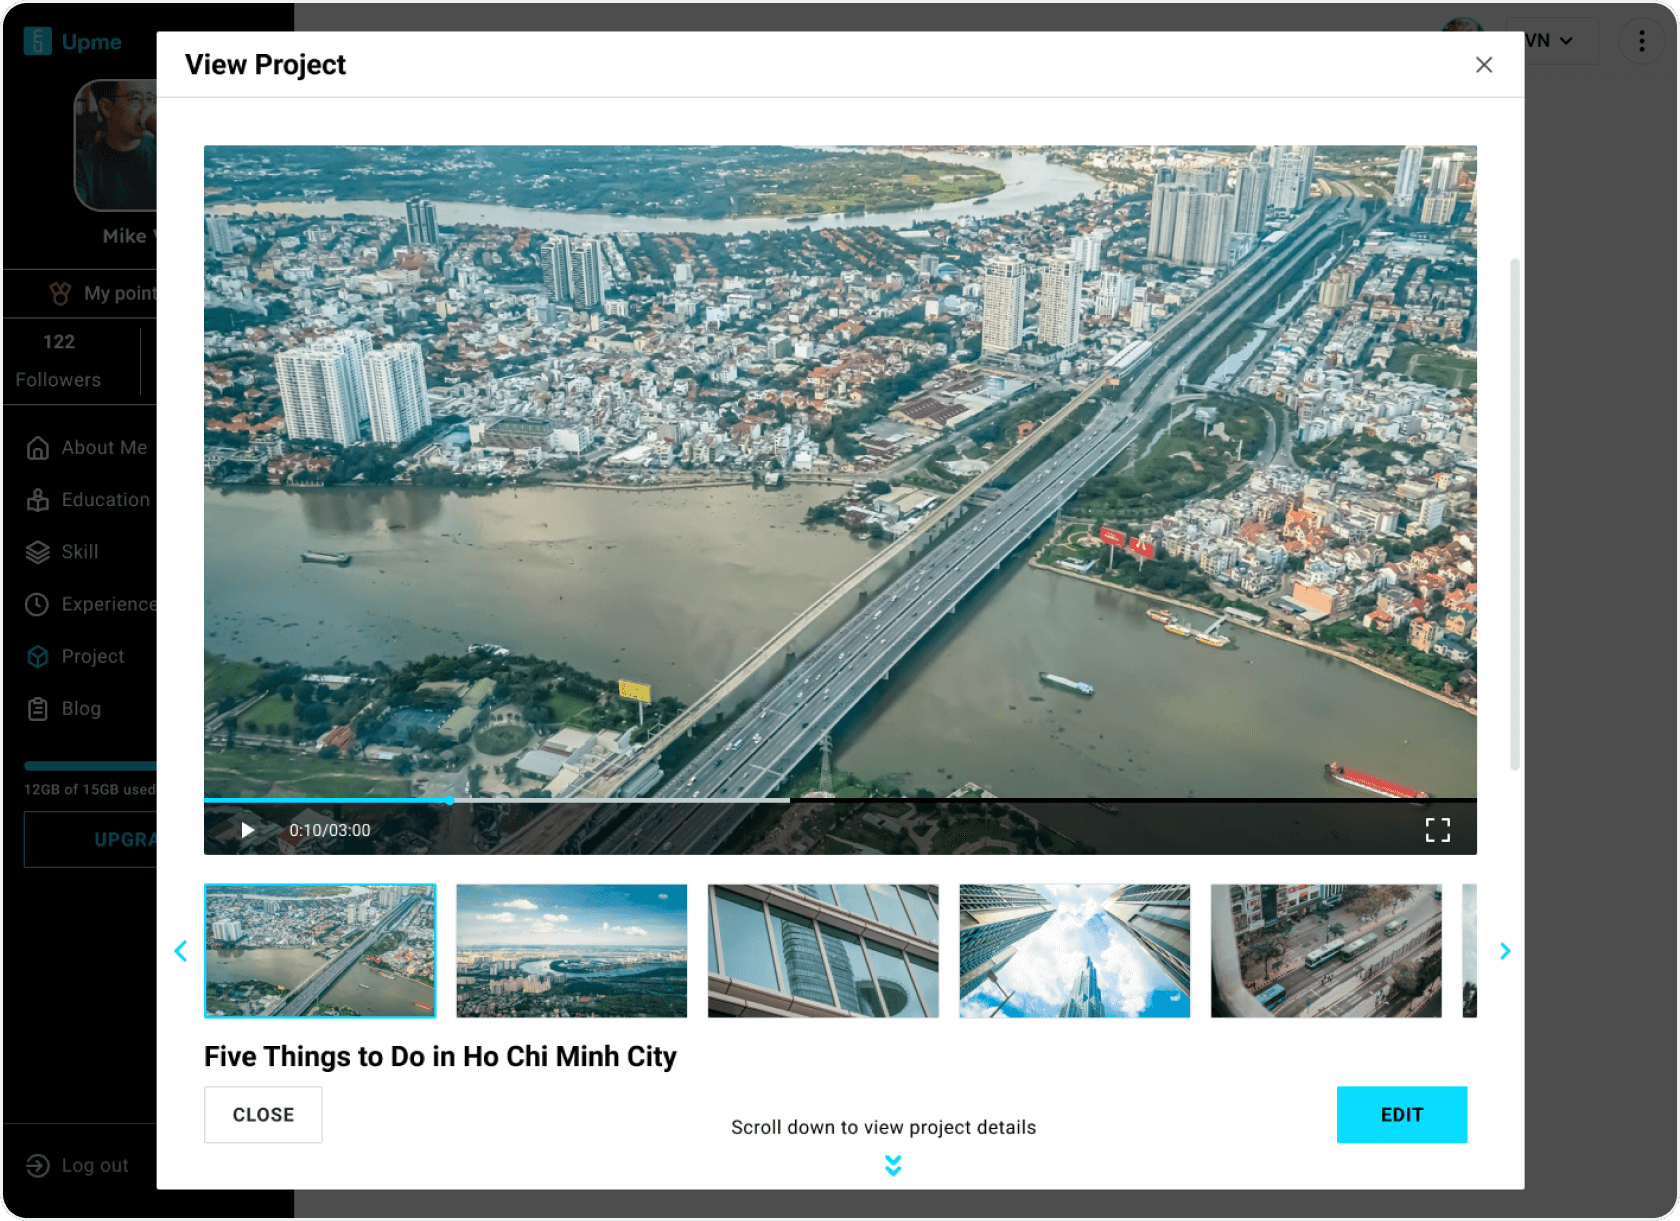 Upme
VN
View Project
Mike
My point
122
Followers
About Me
Education
Skill
Experience
Project
Blog
12GB of 15GB used
UPGRA
Log out
0:10/03:00
Five Things to Do in Ho Chi Minh City
CLOSE
Scroll down to view project details
EDIT